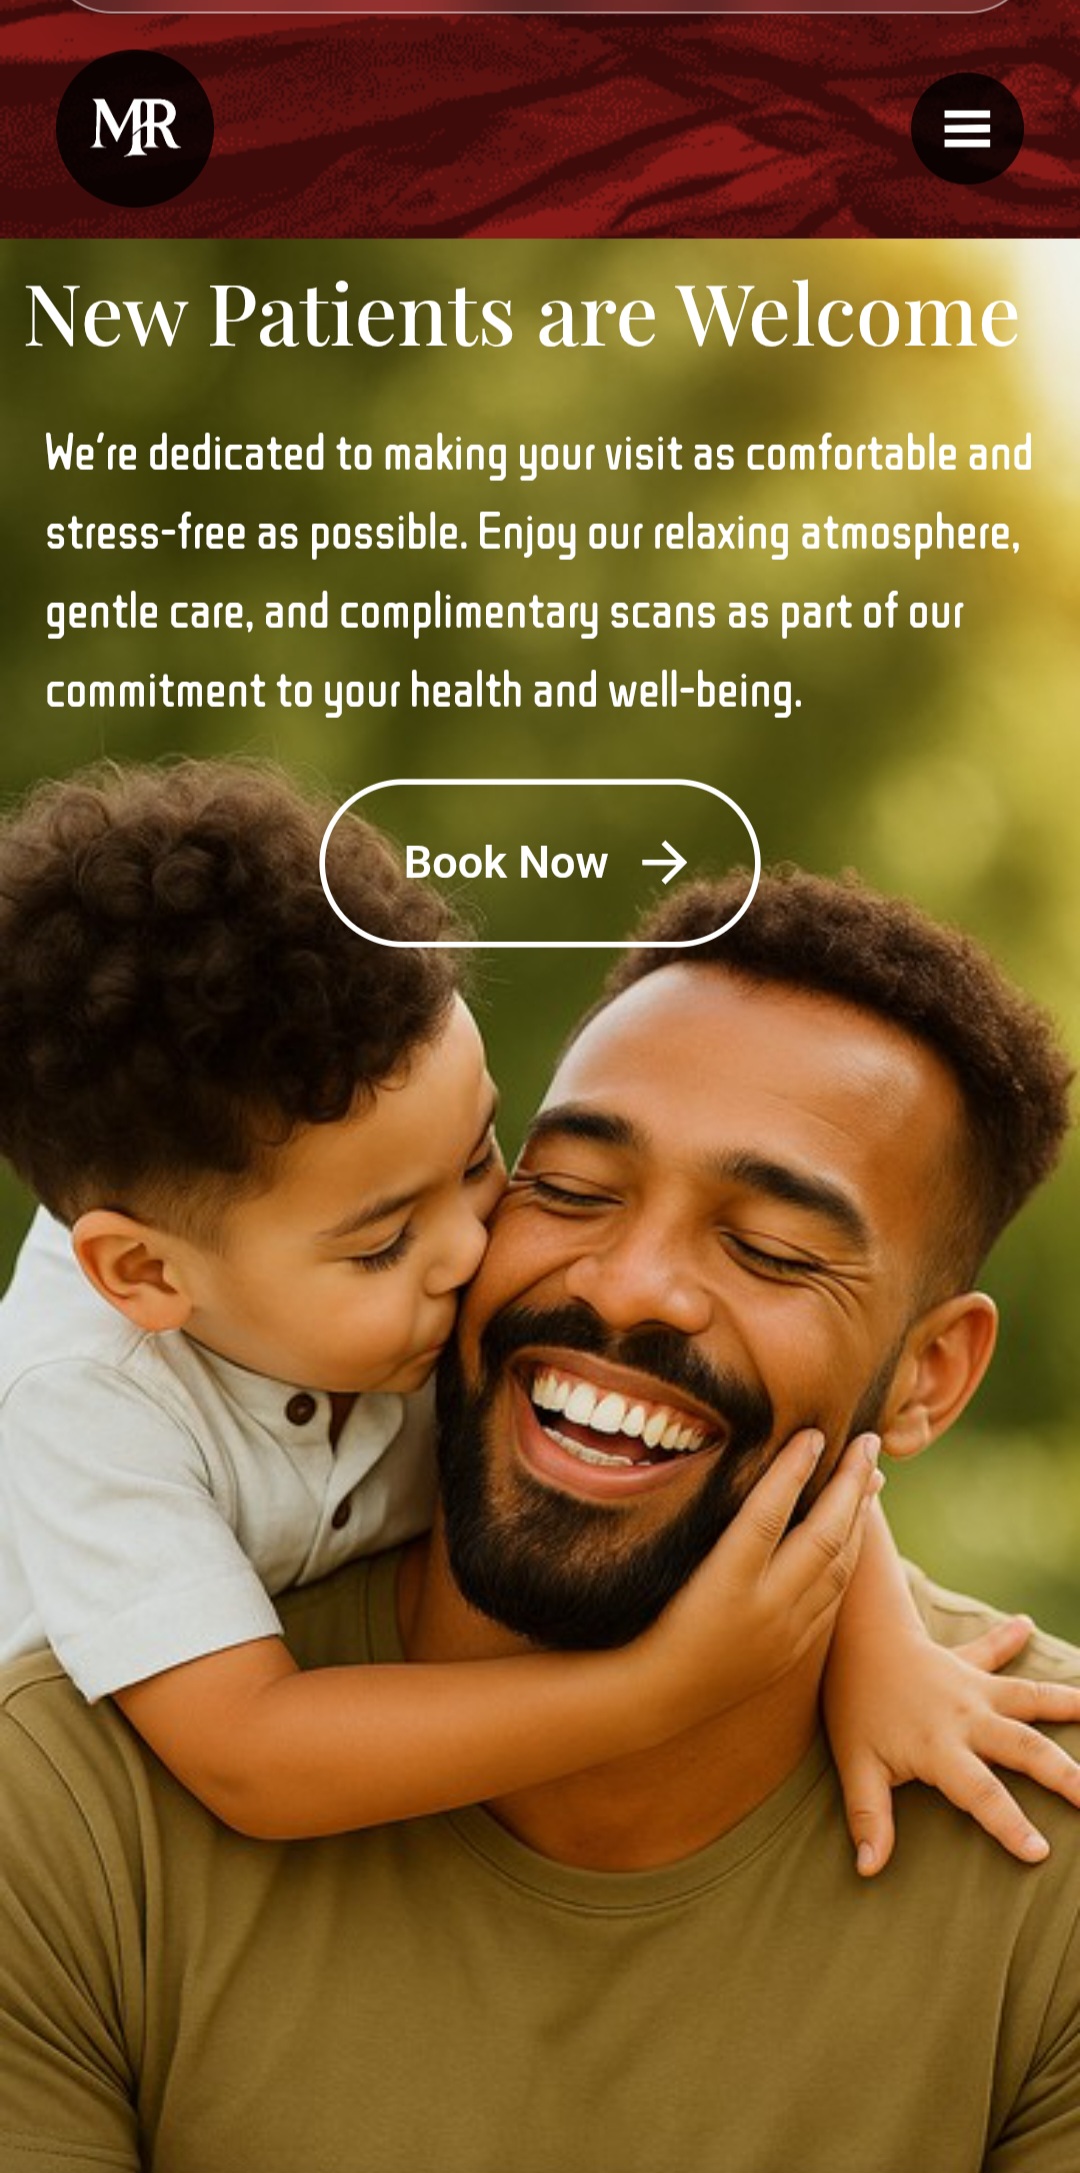 MR
New Patients are Welcome
We're dedicated to making your visit as comfortable and
stress-free as possible. Enjoy our relaxing atmosphere,
gentle care, and complimentary scans as part of our
commitment to your health and well-being.
Book Now →